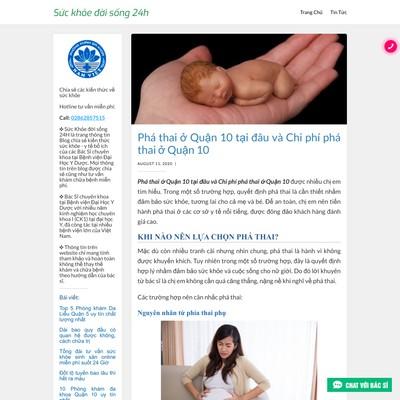 Sức khỏe đời sống 24h
Trang Chủ
Tin Tức
Chia sẻ các kiến thức về
sức khỏe
Hotline tư vấn miễn phí:
Call: 02862857515
❖ Sức Khỏe đời sống
24H là trang thông tin
Blog chia sẻ kiến thức
sức khỏe - y tế bổ ích
của các Bác Sĩ chuyên
khoa tại Bệnh viện Đại
Học Y Dược. Mọi thông
tin trên blog được chia
sẻ cũng như tư vấn
khám chữa bệnh miễn
phí.
❖ Bác Sĩ chuyên khoa
tại Bệnh viện Đại Học Y
Dược với nhiều năm
kinh nghiệm học chuyên
khoa I (CK1) tại đại học
Y, đã công tác tại nhiều
bệnh viện lớn của Việt
Nam.
❖ Thông tin trên
website chỉ mang tính
tham khảo và hoàn toàn
không thể thay thế
khám và chữa bệnh
theo hướng dẫn của bác
sĩ.
Bài viết:
Top 5 Phòng khám Da
Liễu Quận 5 uy tín chất
lượng nhất
Dài bao quy đầu có
quan hệ được không,
cách chữa trị
Tổng đài tư vấn sức
khỏe sinh sản online
miễn phí suốt 24 Giờ
Đốt lộ tuyến bao lâu thì
hết ra máu
10 Phòng khám đa
khoa Quận 10 uy tín
Phá thai ở Quận 10 tại đâu và Chi phí phá
thai ở Quận 10
AUGUST 11, 2020 |
Phá thai ở Quận 10 tại đâu và Chi phí phá thai ở Quận 10 được nhiều chị em
tìm hiểu. Trong một số trường hợp, quyết định phá thai là cần thiết nhằm
đảm bảo sức khỏe, tương lai cho cả mẹ và bé. Để an toàn, chị em nên tiến
hành phá thai ở các cơ sở y tế nổi tiếng, được đông đảo khách hàng đánh
giá cao.
KHI NÀO NÊN LỰA CHỌN PHÁ THAI?
Mặc dù còn nhiều tranh cãi nhưng nhìn chung, phá thai là hành vi không
được khuyến khích. Tuy nhiên trong một số trường hợp, đây là quyết định
hợp lý nhằm đảm bảo sức khỏe và cuộc sống cho nữ giới. Do đó lời khuyên
từ bác sĩ là chị em không cần quá căng thẳng, nặng nề khi nghĩ về phá thai.
Các trường hợp nên cân nhắc phá thai:
Nguyên nhân từ phía thai phụ
CHAT VỚI BÁC SĨ